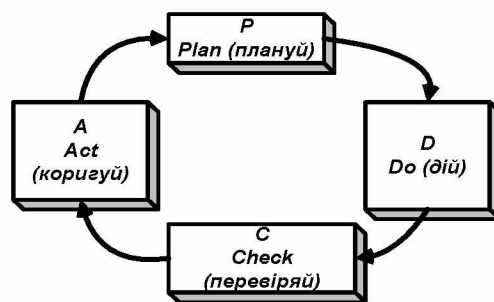 P
Plan (плануй)
D
Do (дій)
C
Check
(перевіряй)
A
Act
(коригуй)